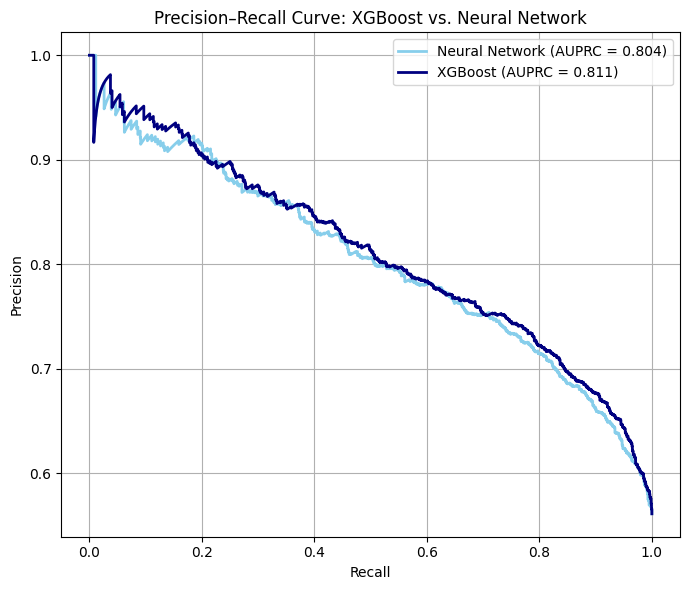 Precision–Recall Curve: XGBoost vs. Neural Network
Neural Network (AUPRC = 0.804)
XGBoost (AUPRC = 0.811)
1.0
0.9
0.8
0.7
0.6
Precision
0.0 0.2 0.4 0.6 0.8 1.0
Recall